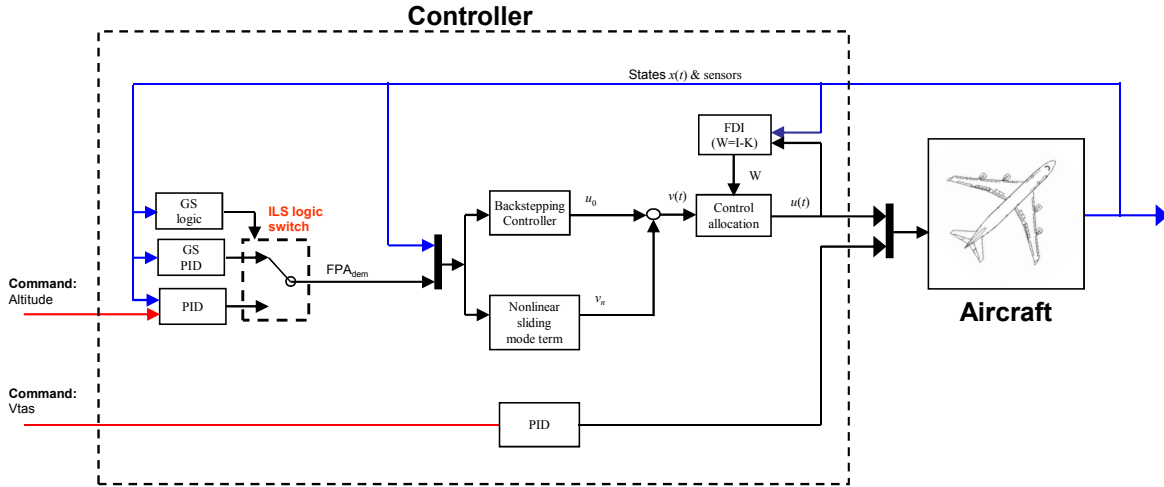 Controller
States x(t) & sensors
FDI
(W=I-K)
W
GS
logic
ILS logic
switch
Backstepping
Controller
u0
v(t)
Control
allocation
u(t)
GS
PID
FPAdem
Command:
Altitude
PID
Nonlinear
sliding
mode term
vn
Aircraft
Command:
Vtas
PID